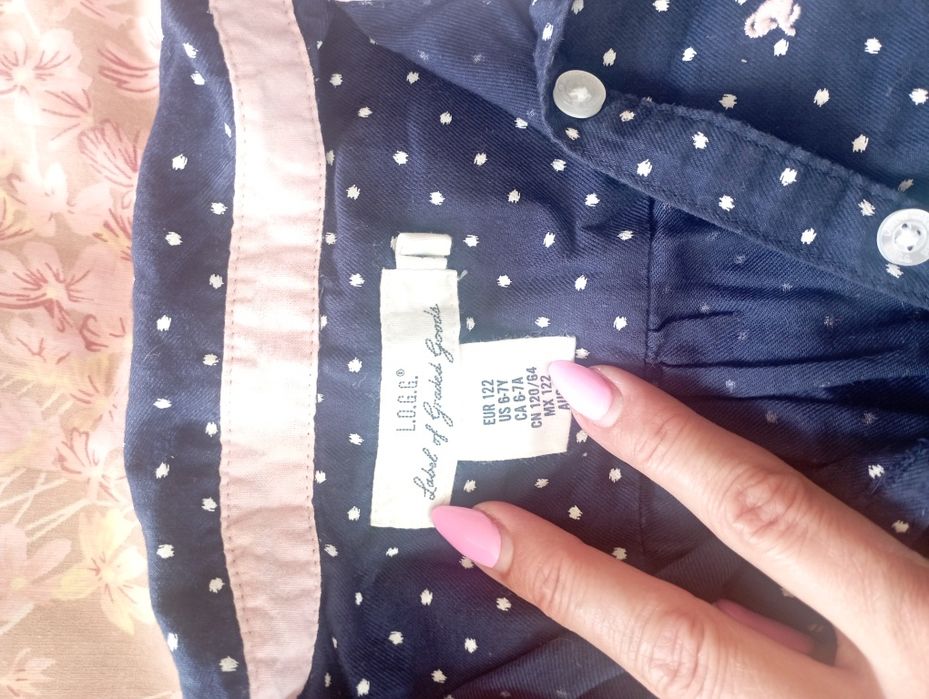 L.O.G.G.®
Label of Graded Goods
EUR 122
US 6-7Y
CA 6-7A
CN 120/64
MX 122